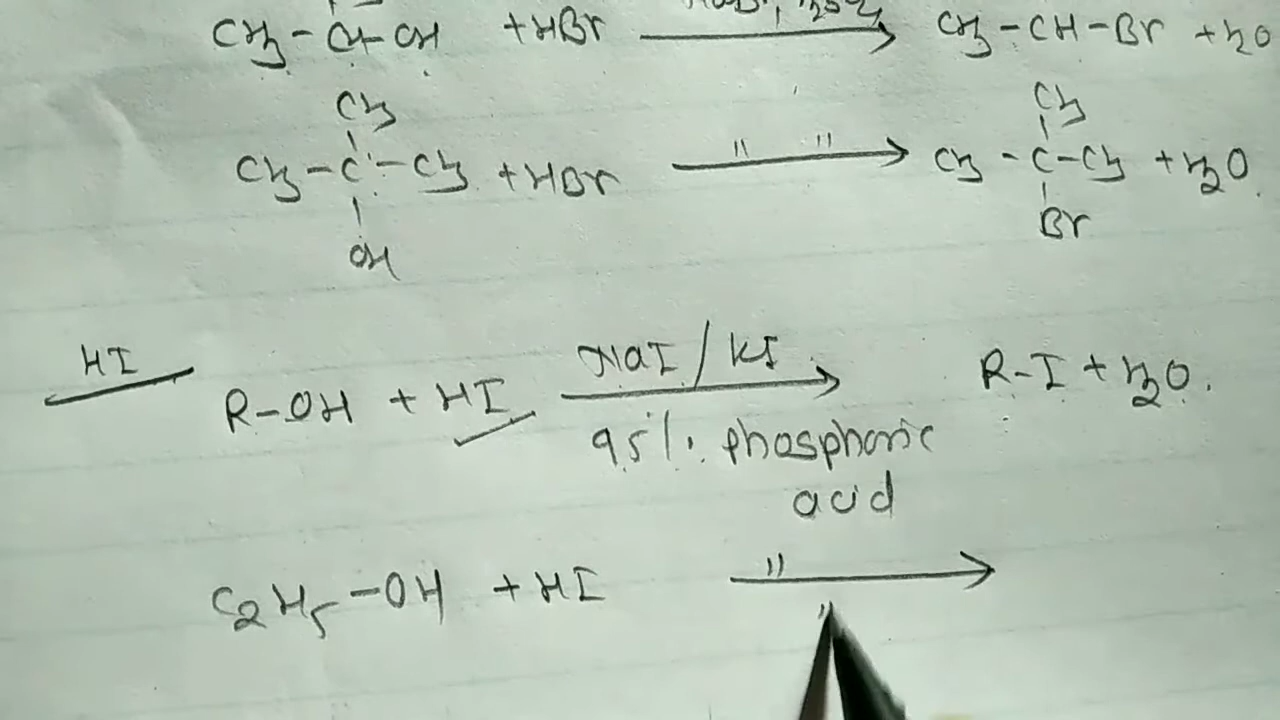 CH3-CH-OH +HBr → CH3-CH-Br +H2O
CH3 CH3
CH3-C-CH3 +HBr " " → CH3-C-CH3 +H2O
OH Br
HI
NaI/KI
R-OH + HI → R-I + H2O.
95% phosphoric
acid
C2H5-OH +HI " →
"